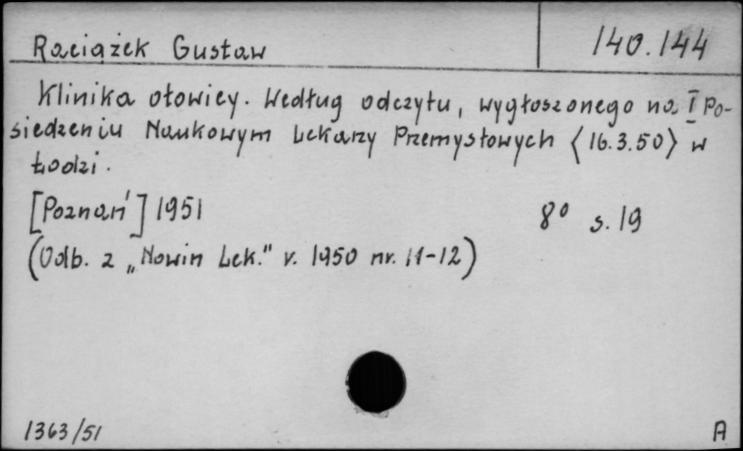 Raciążek Gustaw 140.144
Klinika ołowicy. Według odczytu, wygłoszonego na I Po-
siedzeniu Naukowym Lekarzy Przemysłowych (16.3.50) w
Łodzi.
[Poznań] 1951 8° s. 19
(Odb. z „Nowin Lek." r. 1950 nr. 11-12)
1363/51 A